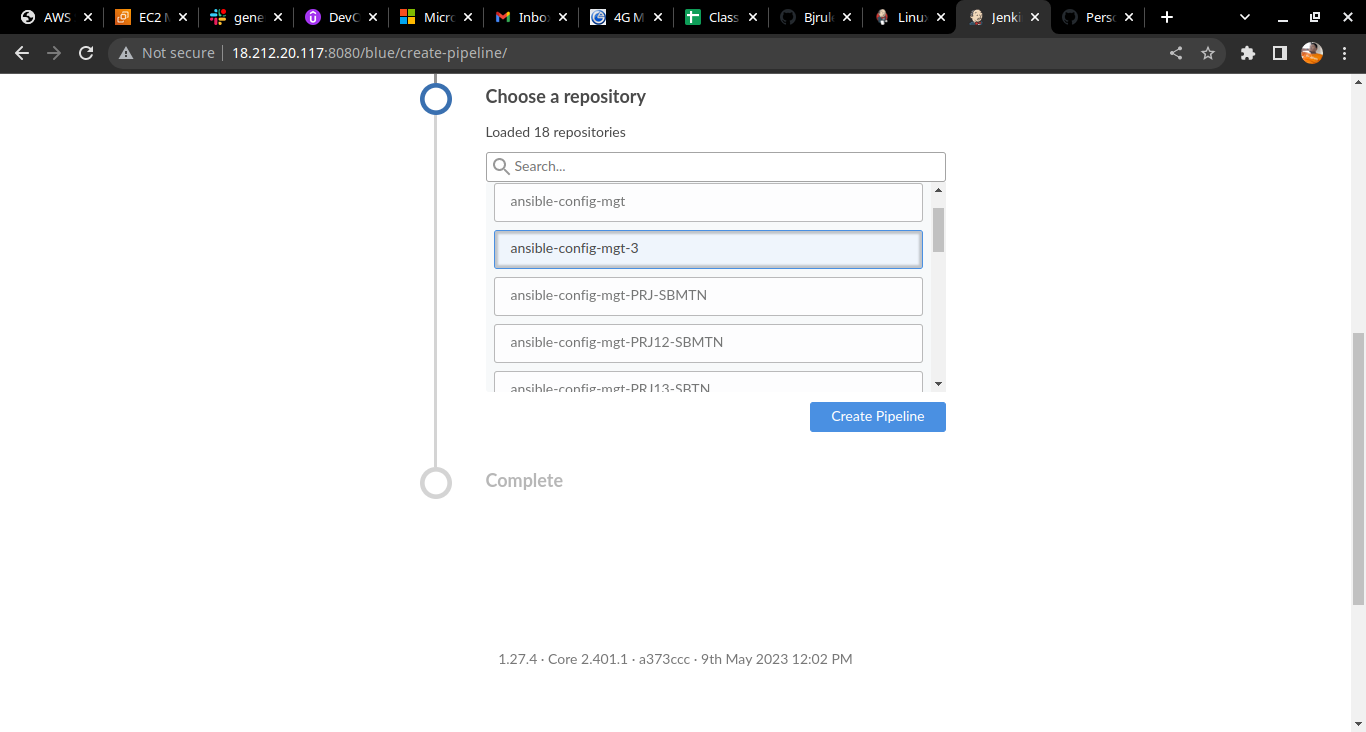 AWS
EC2 M
gene
DevO
Micro
Inbo
4G M
Class
Bjrul
Linu
Jenki
Perso
Not secure
18.212.20.117:8080/blue/create-pipeline/
Choose a repository
Loaded 18 repositories
Search...
ansible-config-mgt
ansible-config-mgt-3
ansible-config-mgt-PRJ-SBMTN
ansible-config-mgt-PRJ12-SBMTN
ansible-config-mgt-PRJ13-SBTN
Create Pipeline
Complete
1.27.4 · Core 2.401.1 · a373ccc · 9th May 2023 12:02 PM